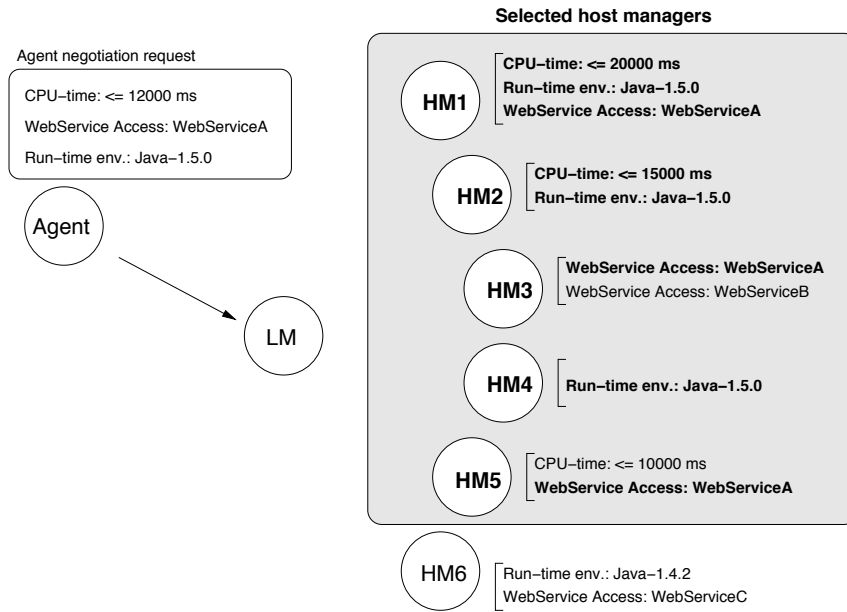 Selected host managers
Agent negotiation request
CPU−time: <= 12000 ms
WebService Access: WebServiceA
Run−time env.: Java−1.5.0
Agent
LM
HM1
CPU−time: <= 20000 ms
Run−time env.: Java−1.5.0
WebService Access: WebServiceA
HM2
CPU−time: <= 15000 ms
Run−time env.: Java−1.5.0
HM3
WebService Access: WebServiceA
WebService Access: WebServiceB
HM4
Run−time env.: Java−1.5.0
HM5
CPU−time: <= 10000 ms
WebService Access: WebServiceA
HM6
Run−time env.: Java−1.4.2
WebService Access: WebServiceC